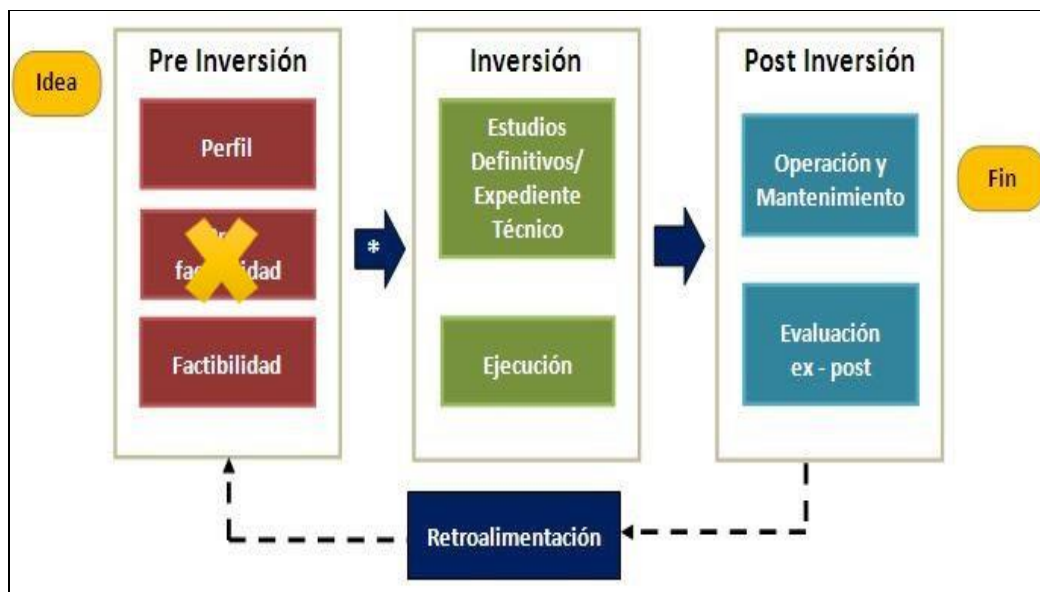 Idea
Pre Inversión
Perfil
Factibilidad
*
Inversión
Estudios
Definitivos/
Expediente
Técnico
Ejecución
Post Inversión
Operación y
Mantenimiento
Evaluación
ex - post
Fin
Retroalimentación